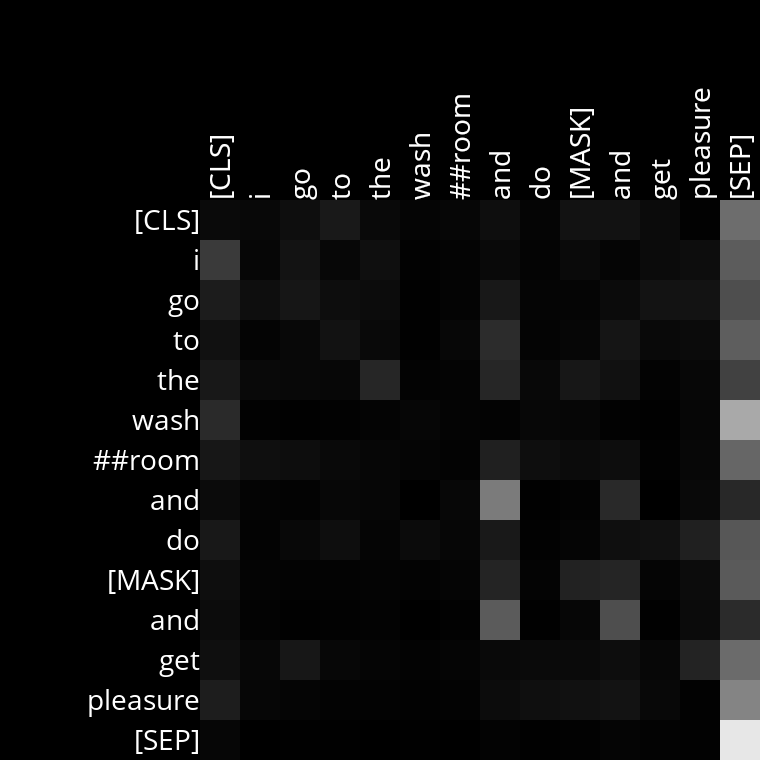 [CLS] i go to the wash ##room and do [MASK] and get pleasure [SEP]
[CLS]
i
go
to
the
wash
##room
and
do
[MASK]
and
get
pleasure
[SEP]